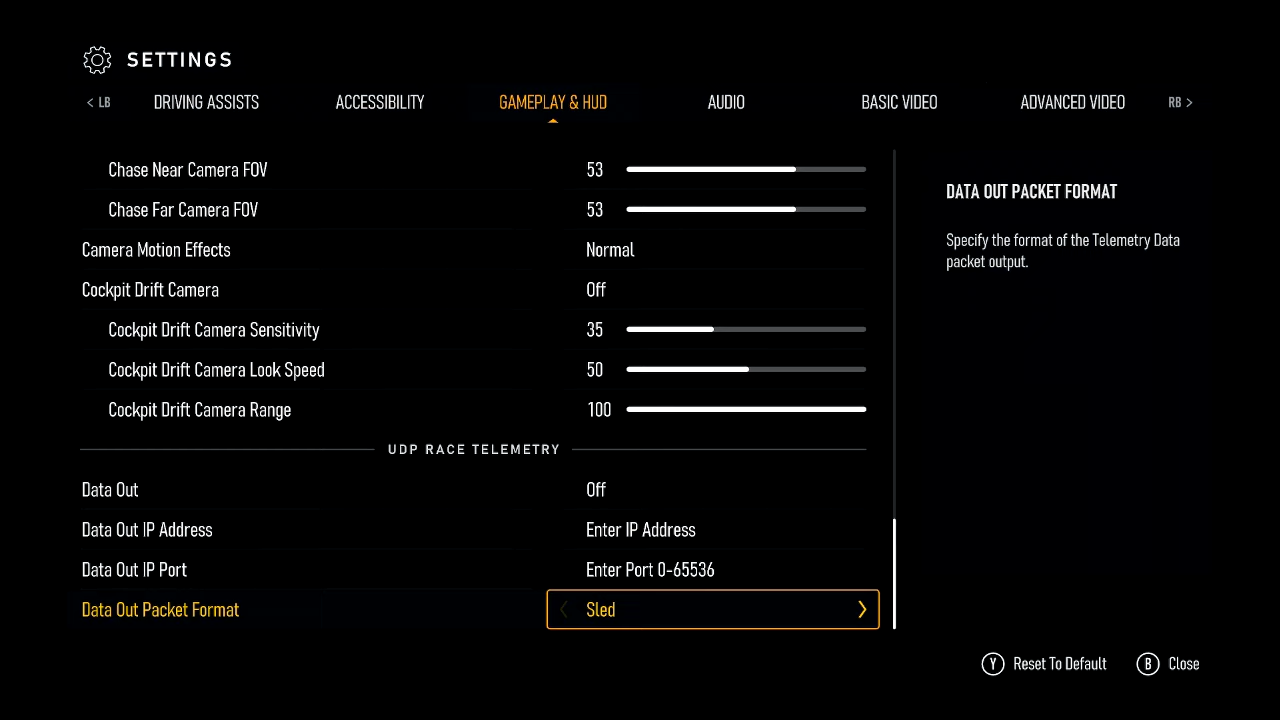 SETTINGS
< LB DRIVING ASSISTS ACCESSIBILITY GAMEPLAY & HUD AUDIO BASIC VIDEO ADVANCED VIDEO RB >
Chase Near Camera FOV 53
Chase Far Camera FOV 53
Camera Motion Effects Normal
Cockpit Drift Camera Off
Cockpit Drift Camera Sensitivity 35
Cockpit Drift Camera Look Speed 50
Cockpit Drift Camera Range 100
UDP RACE TELEMETRY
Data Out Off
Data Out IP Address Enter IP Address
Data Out IP Port Enter Port 0-65536
Data Out Packet Format Sled
DATA OUT PACKET FORMAT
Specify the format of the Telemetry Data
packet output.
Y Reset To Default B Close